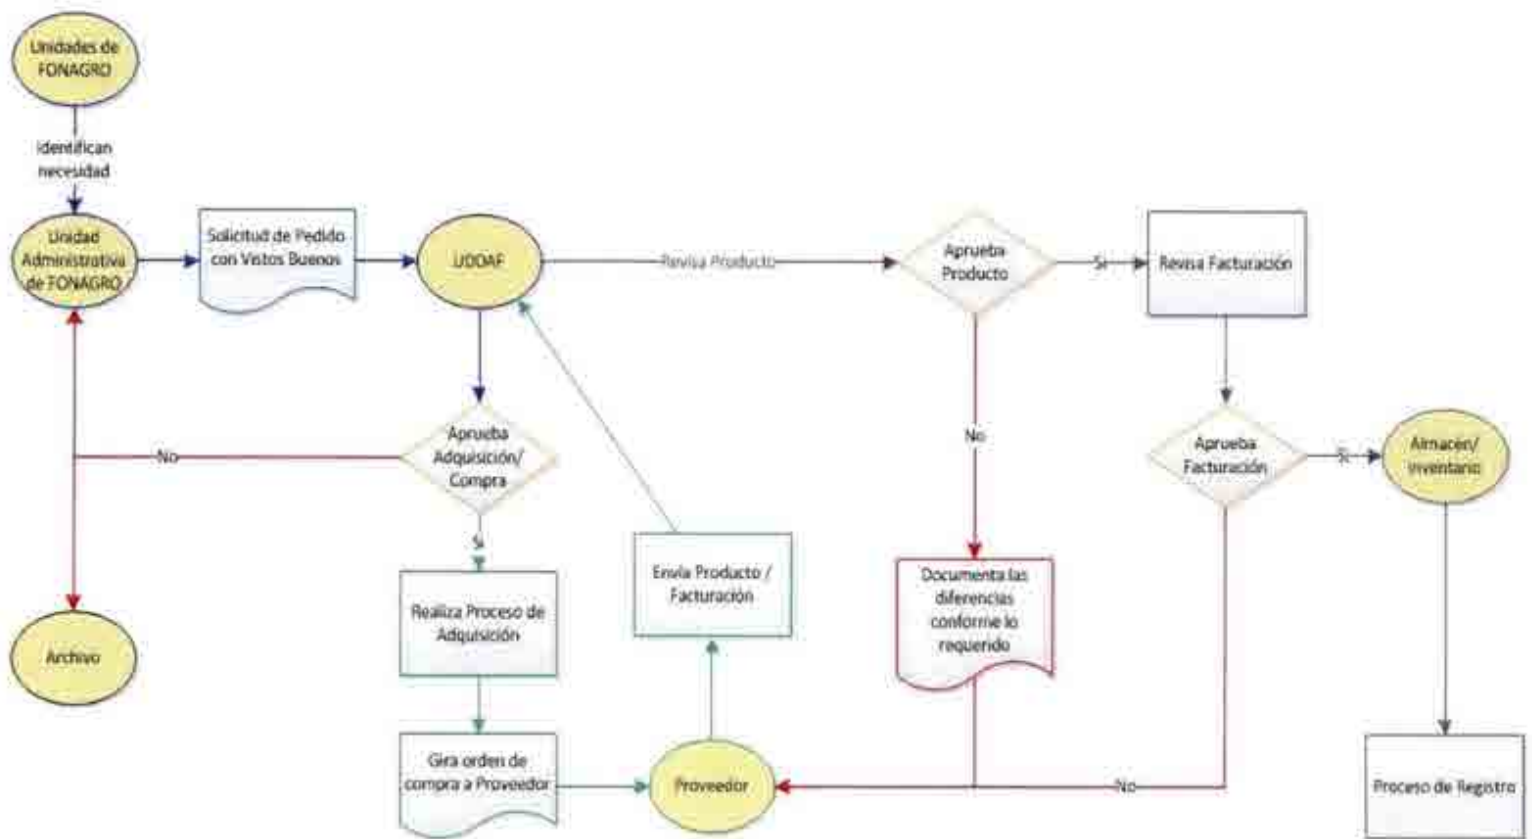 Unidades de
FONAGRO
Identifican
necesidad
Unidad
Administrativa
de FONAGRO
Solicitud de Pedido
con Vistos Buenos
UDDAF
Revisa Producto
Aprueba
Producto
Si
Revisa Facturación
No
Aprueba
Adquisición/
Compra
No
Aprueba
Facturación
Si
Almacén/
Inventario
Si
Envía Producto /
Facturación
Documenta las
diferencias
conforme lo
requerido
Realiza Proceso de
Adquisición
Archivo
Gira orden de
compra a Proveedor
Proveedor
No
Proceso de Registro